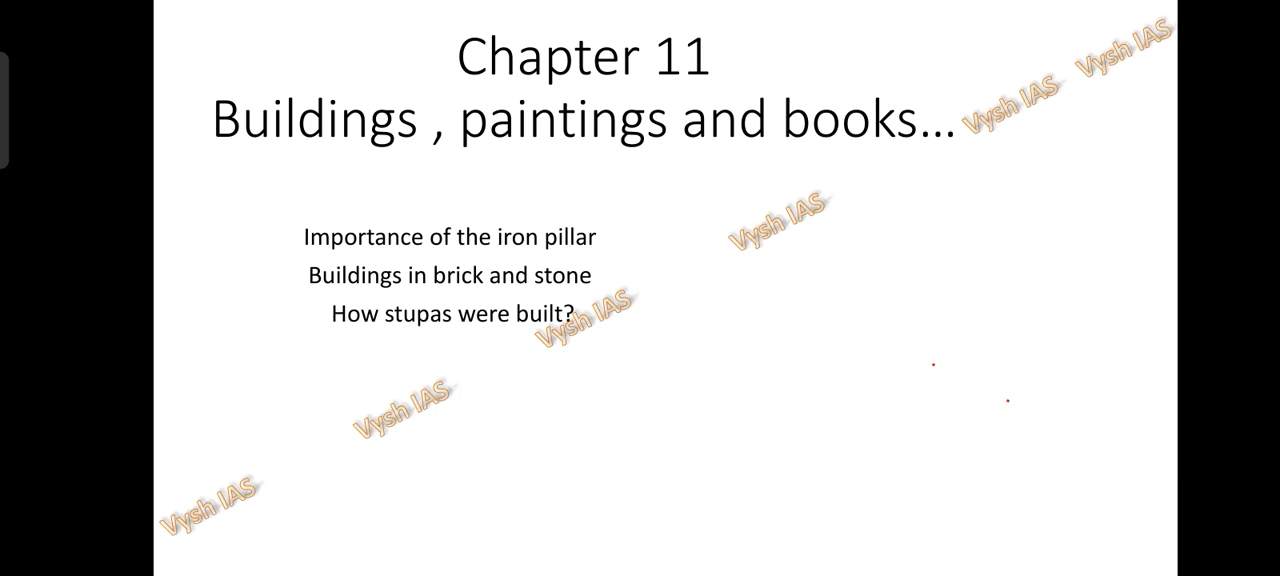 Chapter 11
Buildings , paintings and books...
Vysh IAS
Vysh IAS
Vysh IAS
Importance of the iron pillar
Buildings in brick and stone
How stupas were built?
Vysh IAS
Vysh IAS
Vysh IAS